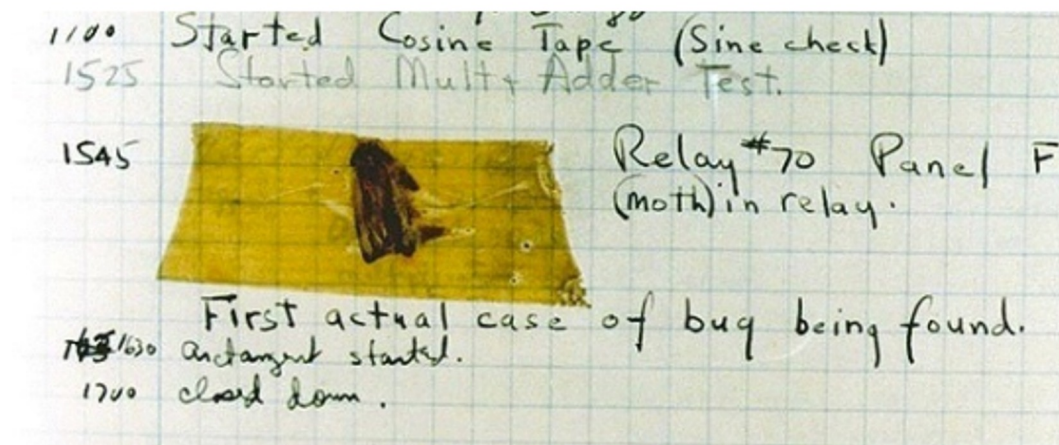 1100 Started Cosine Tape (Sine check)
1525 Started Mult + Adder Test.
1545 Relay #70 Panel F
(moth) in relay.
First actual case of bug being found.
1630 arctangent started.
1700 closed down.